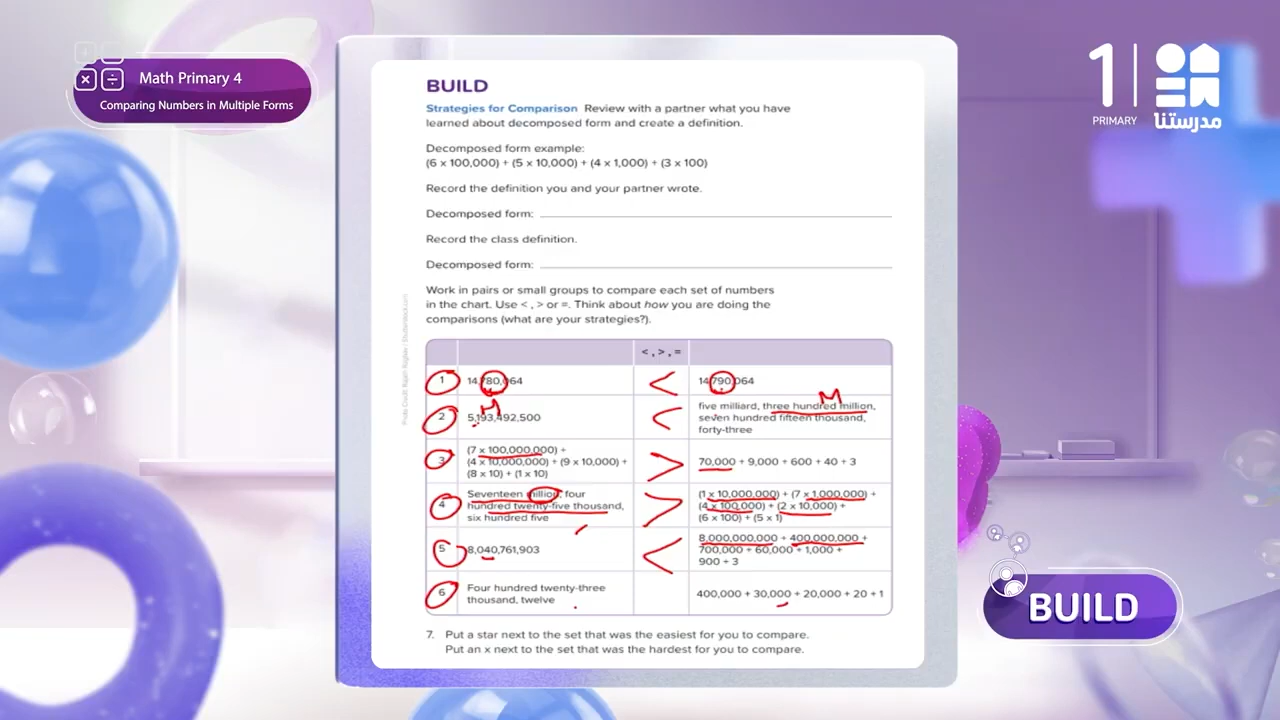 Math Primary 4
Comparing Numbers in Multiple Forms
1
PRIMARY
مدرستنا
BUILD
Strategies for Comparison Review with a partner what you have
learned about decomposed form and create a definition.
Decomposed form example:
(6 x 100,000) + (5 x 10,000) + (4 x 1,000) + (3 x 100)
Record the definition you and your partner wrote.
Decomposed form:
Record the class definition.
Decomposed form:
Work in pairs or small groups to compare each set of numbers
in the chart. Use < , > or =. Think about how you are doing the
comparisons (what are your strategies?).
< , > , =
1 14,780,064 < 14,790,064
M M
2 5,193,492,500 < five milliard, three hundred million,
seven hundred fifteen thousand,
forty-three
3 (7 x 100,000,000) +
(4 x 10,000,000) + (9 x 10,000) +
(8 x 10) + (1 x 10)
> 70,000 + 9,000 + 600 + 40 + 3
4 Seventeen million, four
hundred twenty-five thousand,
six hundred five
> (1 x 10,000,000) + (7 x 1,000,000) +
(4 x 100,000) + (2 x 10,000) +
(6 x 100) + (5 x 1)
5 8,040,761,903 < 8,000,000,000 + 400,000,000 +
700,000 + 60,000 + 1,000 +
900 + 3
6 Four hundred twenty-three
thousand, twelve
400,000 + 30,000 + 20,000 + 20 + 1
7. Put a star next to the set that was the easiest for you to compare.
Put an x next to the set that was the hardest for you to compare.
BUILD